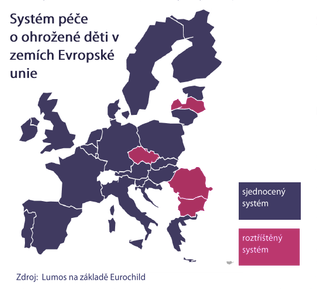 Systém péče
o ohrožené děti v
zemích Evropské
unie
sjednocený
systém
roztříštěný
systém
Zdroj: Lumos na základě Eurochild